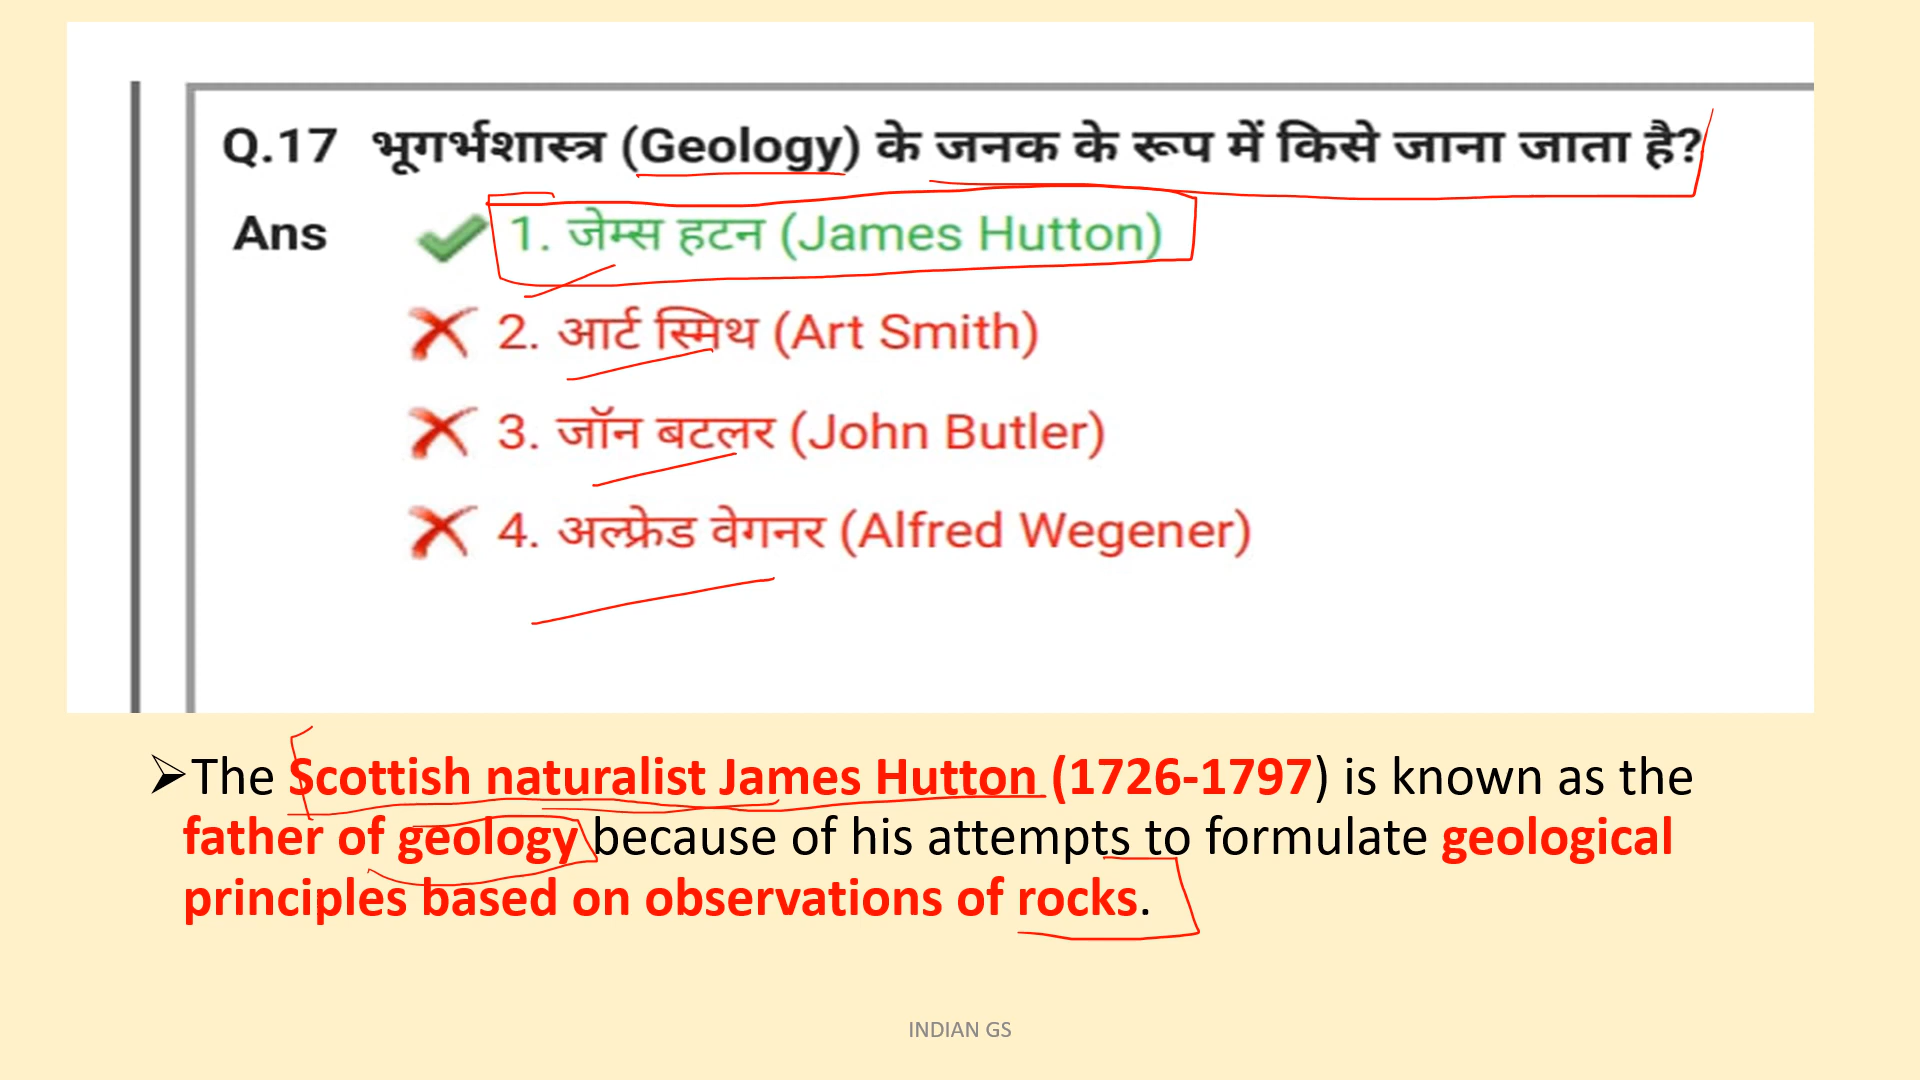 Q.17 भूगर्भशास्त्र (Geology) के जनक के रूप में किसे जाना जाता है?
Ans 1. जेम्स हटन (James Hutton)
2. आर्ट स्मिथ (Art Smith)
3. जॉन बटलर (John Butler)
4. अल्फ्रेड वेगनर (Alfred Wegener)
The Scottish naturalist James Hutton (1726-1797) is known as the
father of geology because of his attempts to formulate geological
principles based on observations of rocks.
INDIAN GS